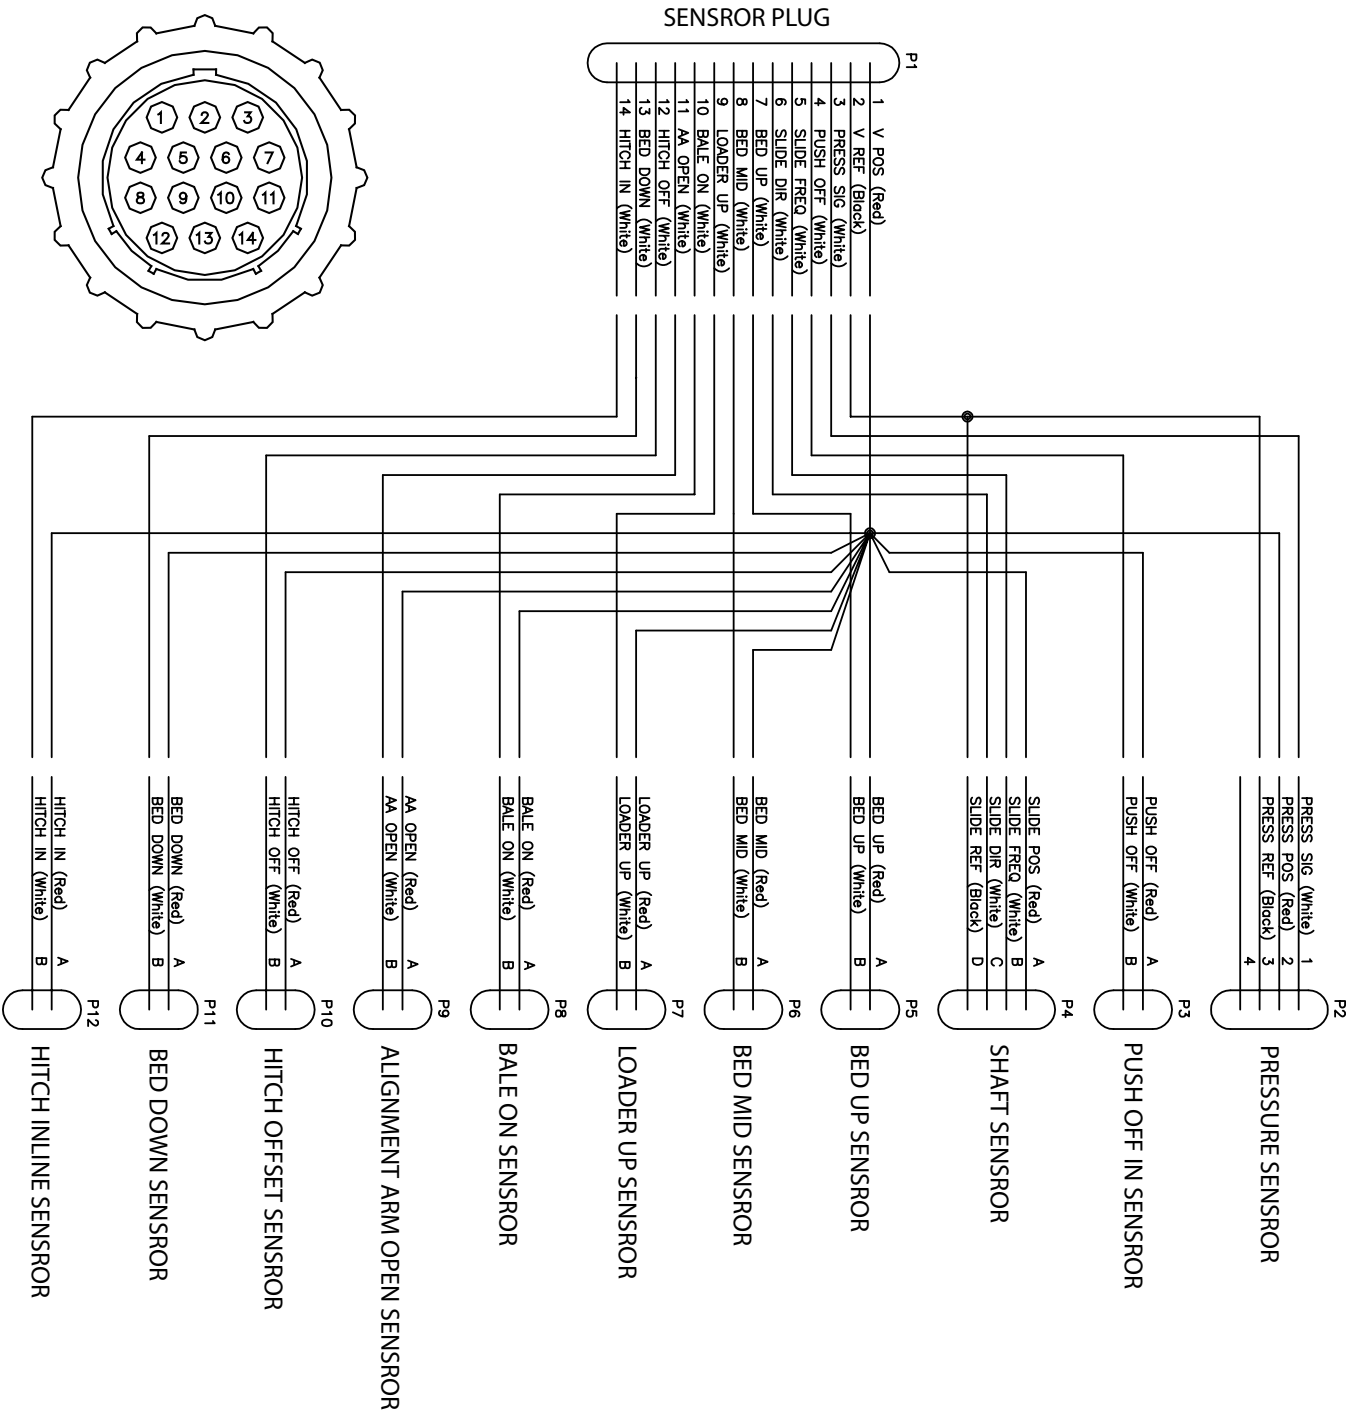 SENSROR PLUG
P1
1 V POS (Red)
2 V REF (Black)
3 PRESS SIG (White)
4 PUSH OFF (White)
5 SLIDE FREQ (White)
6 SLIDE DIR (White)
7 BED UP (White)
8 BED MID (White)
9 LOADER UP (White)
10 BALE ON (White)
11 AA OPEN (White)
12 HITCH OFF (White)
13 BED DOWN (White)
14 HITCH IN (White)
1 2 3
4 5 6 7
8 9 10 11
12 13 14
PRESS SIG (White) 1
PRESS POS (Red) 2
PRESS REF (Black) 3
4
P2
PRESSURE SENSROR
PUSH OFF (Red) A
PUSH OFF (White) B
P3
PUSH OFF IN SENSROR
SLIDE POS (Red) A
SLIDE FREQ (White) B
SLIDE DIR (White) C
SLIDE REF (Black) D
P4
SHAFT SENSROR
BED UP (Red) A
BED UP (White) B
P5
BED UP SENSROR
BED MID (Red) A
BED MID (White) B
P6
BED MID SENSROR
LOADER UP (Red) A
LOADER UP (White) B
P7
LOADER UP SENSROR
BALE ON (Red) A
BALE ON (White) B
P8
BALE ON SENSROR
AA OPEN (Red) A
AA OPEN (White) B
P9
ALIGNMENT ARM OPEN SENSROR
HITCH OFF (Red) A
HITCH OFF (White) B
P10
HITCH OFFSET SENSROR
BED DOWN (Red) A
BED DOWN (White) B
P11
BED DOWN SENSROR
HITCH IN (Red) A
HITCH IN (White) B
P12
HITCH INLINE SENSROR